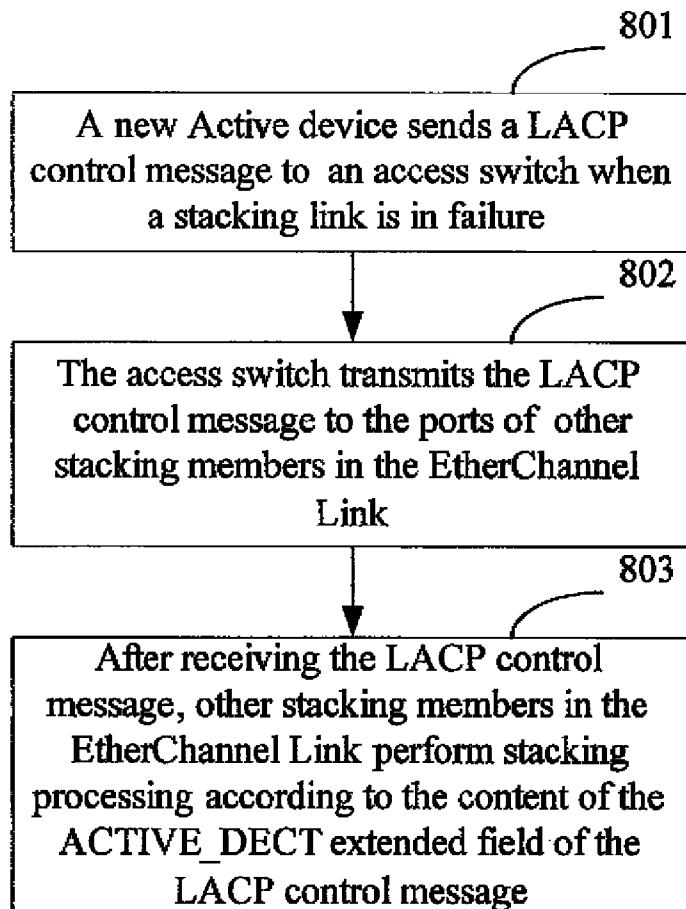 801
A new Active device sends a LACP
control message to an access switch when
a stacking link is in failure
802
The access switch transmits the LACP
control message to the ports of other
stacking members in the EtherChannel
Link
803
After receiving the LACP control
message, other stacking members in the
EtherChannel Link perform stacking
processing according to the content of the
ACTIVE_DECT extended field of the
LACP control message